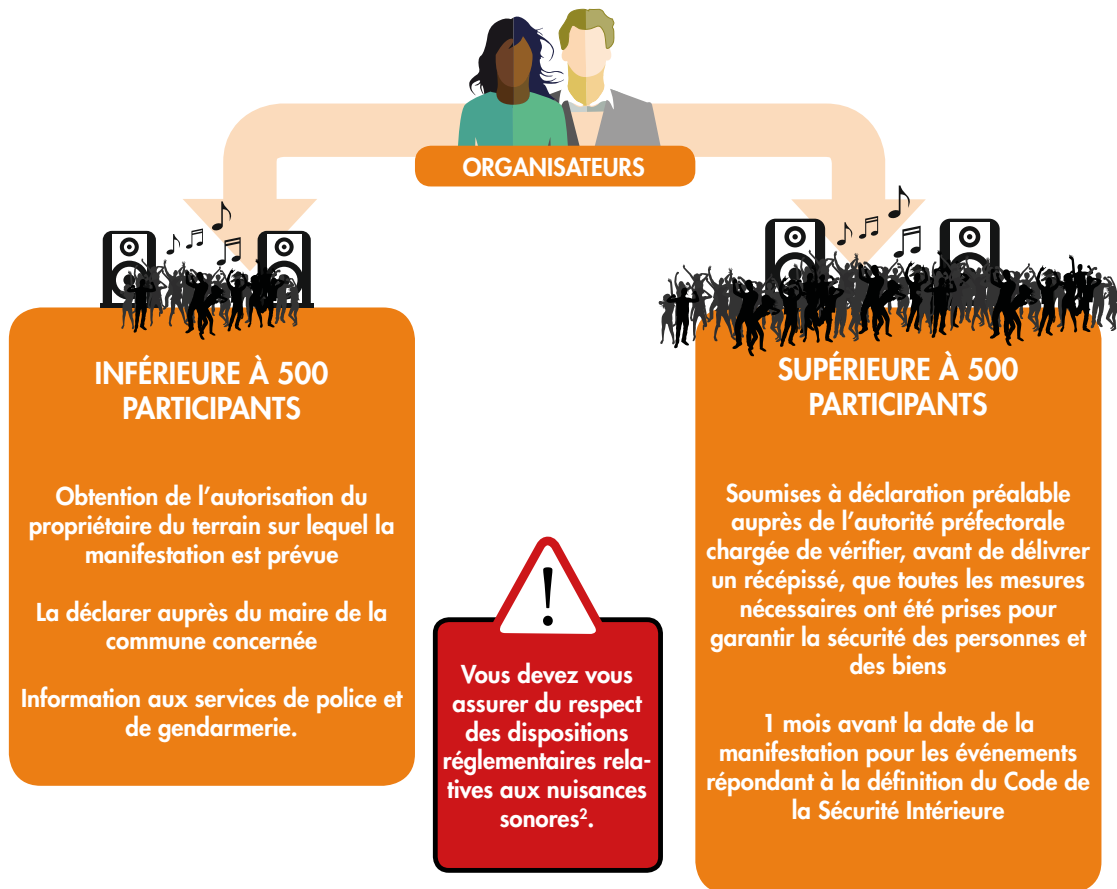 ORGANISATEURS
INFÉRIEURE À 500
PARTICIPANTS
Obtention de l’autorisation du
propriétaire du terrain sur lequel la
manifestation est prévue
La déclarer auprès du maire de la
commune concernée
Information aux services de police et
de gendarmerie.
!
Vous devez vous
assurer du respect
des dispositions
réglementaires rela-
tives aux nuisances
sonores².
SUPÉRIEURE À 500
PARTICIPANTS
Soumises à déclaration préalable
auprès de l’autorité préfectorale
chargée de vérifier, avant de délivrer
un récépissé, que toutes les mesures
nécessaires ont été prises pour
garantir la sécurité des personnes et
des biens
1 mois avant la date de la
manifestation pour les événements
répondant à la définition du Code de
la Sécurité Intérieure